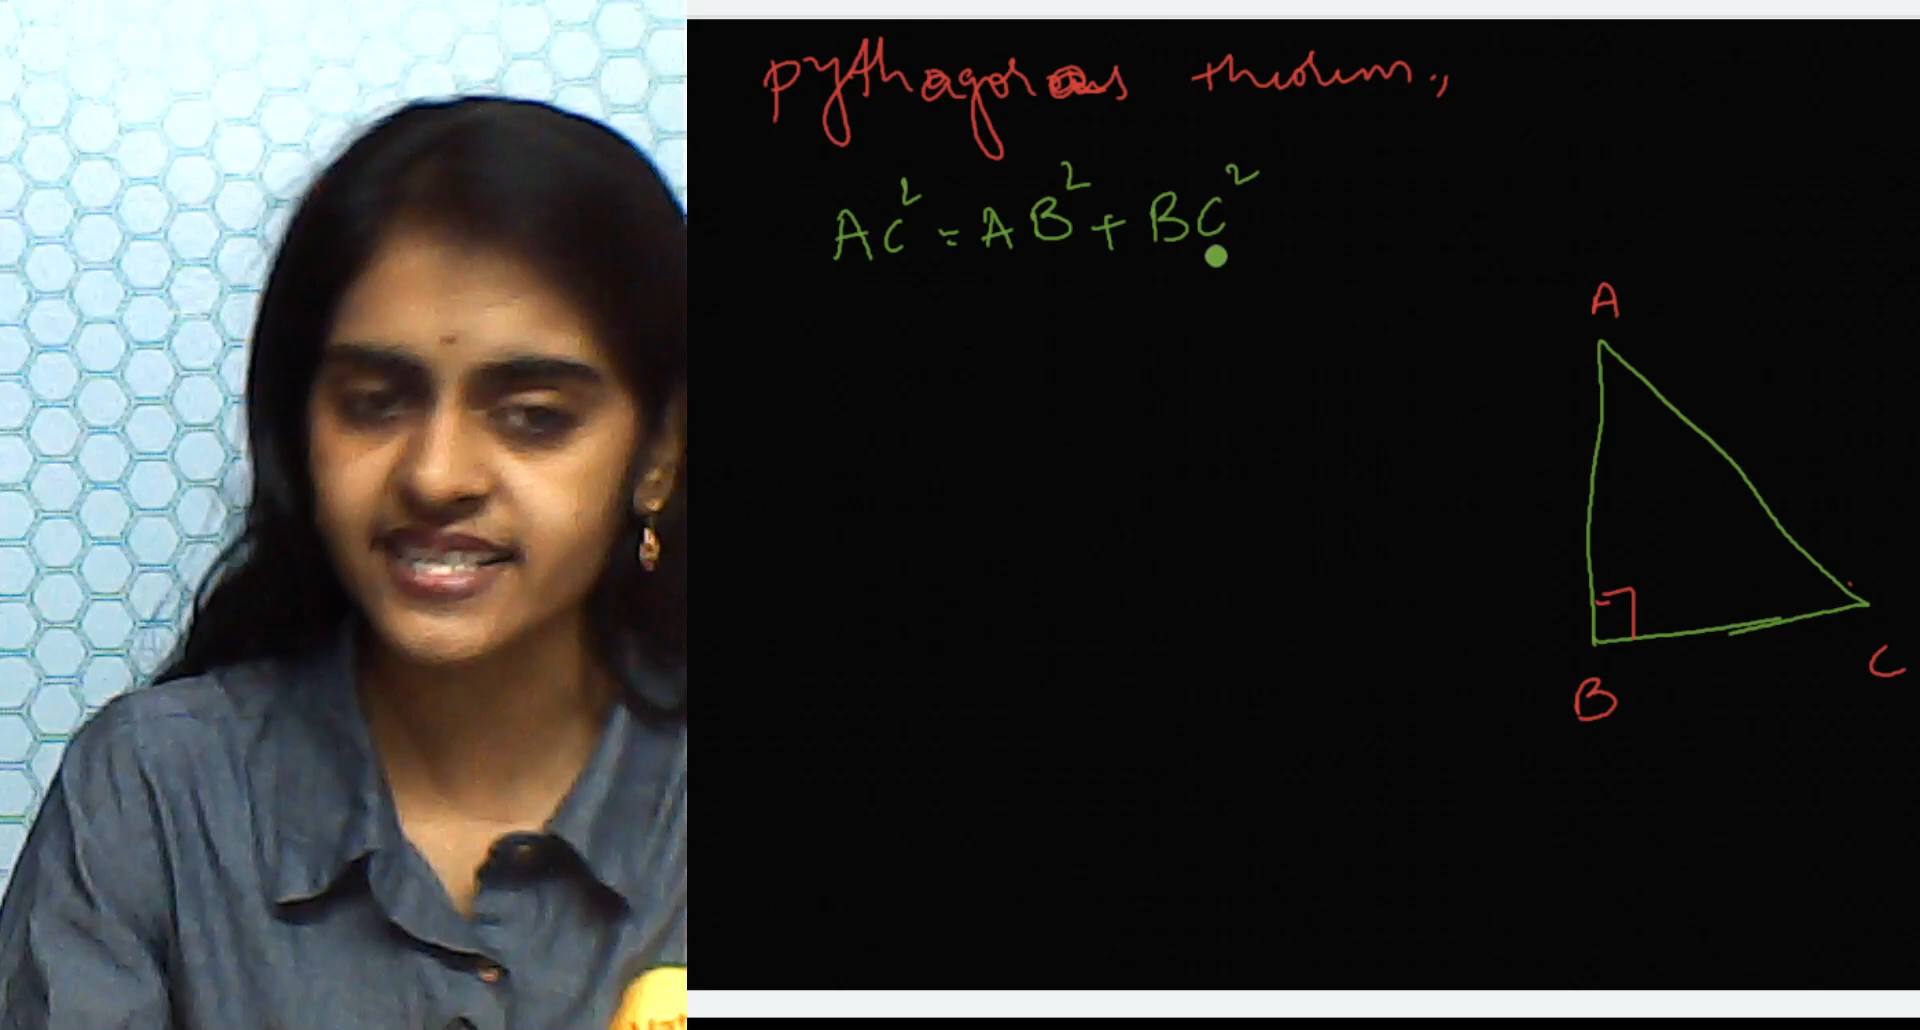 Pythagoras theorem,
AC² = AB² + BC²
A
B
C